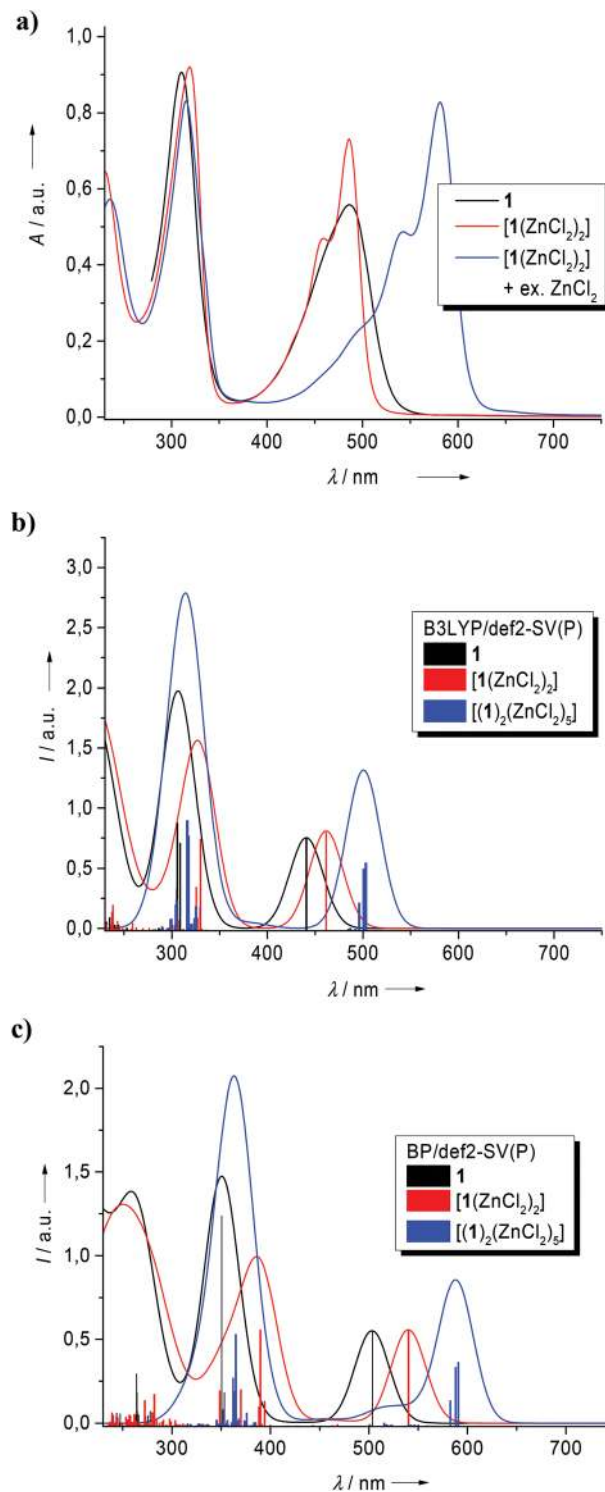 a)
1,0
0,8
0,6
0,4
0,2
0,0
A / a.u.
1
[1(ZnCl₂)₂]
[1(ZnCl₂)₂]
+ ex. ZnCl₂
300 400 500 600 700
λ / nm
b)
3,0
2,5
2,0
1,5
1,0
0,5
0,0
I / a.u.
B3LYP/def2-SV(P)
1
[1(ZnCl₂)₂]
[(1)₂(ZnCl₂)₅]
300 400 500 600 700
λ / nm
c)
2,0
1,5
1,0
0,5
0,0
I / a.u.
BP/def2-SV(P)
1
[1(ZnCl₂)₂]
[(1)₂(ZnCl₂)₅]
300 400 500 600 700
λ / nm